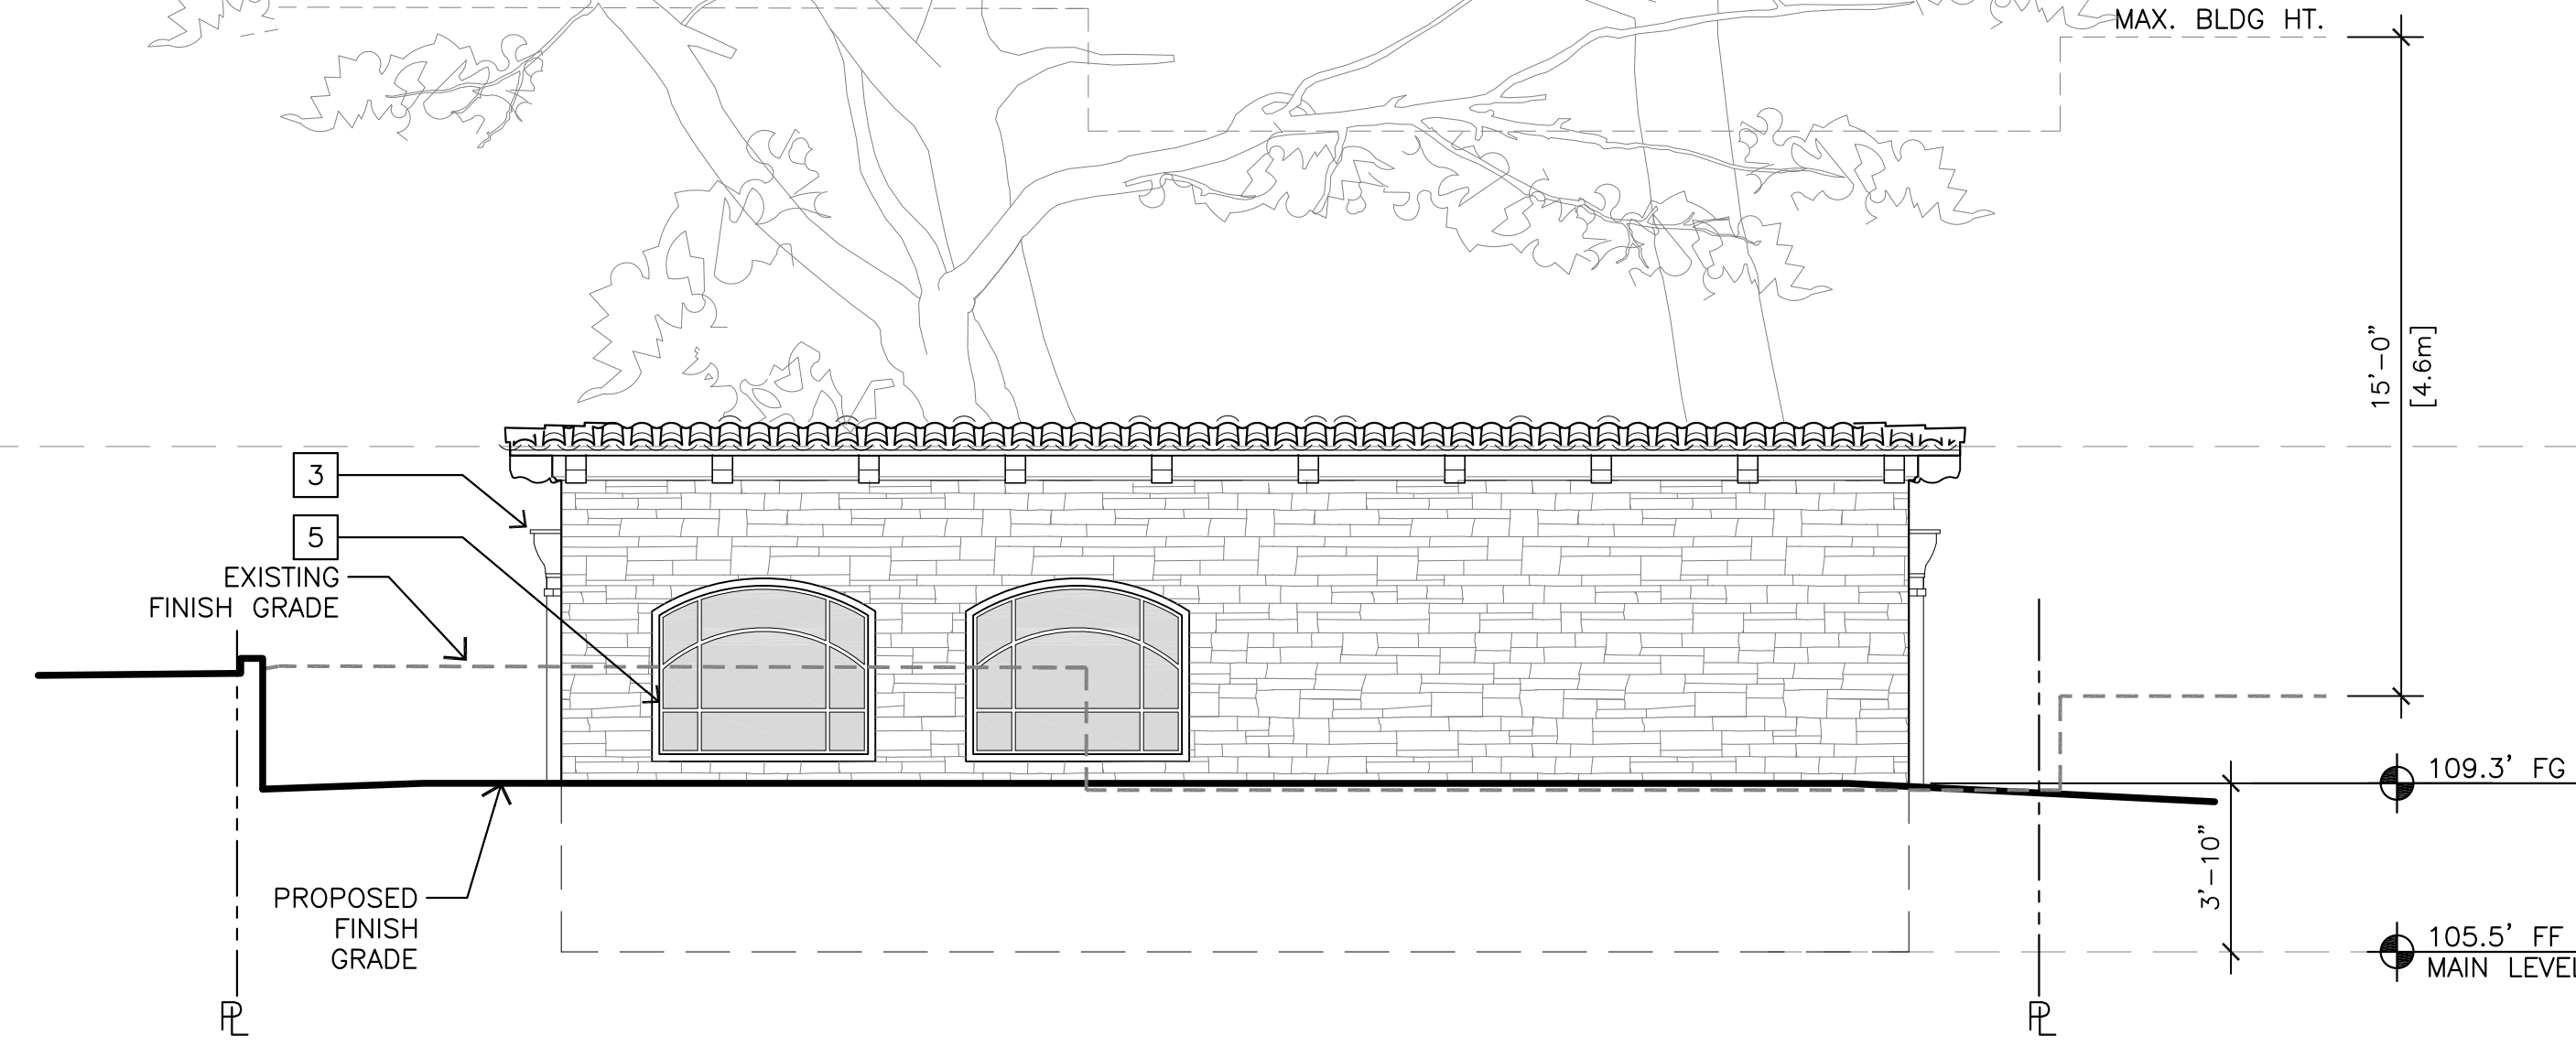 MAX. BLDG HT.
15'-0"
[4.6m]
3
5
EXISTING
FINISH GRADE
109.3' FG
3'-10"
PROPOSED
FINISH
GRADE
105.5' FF
MAIN LEVEL
PL
PL